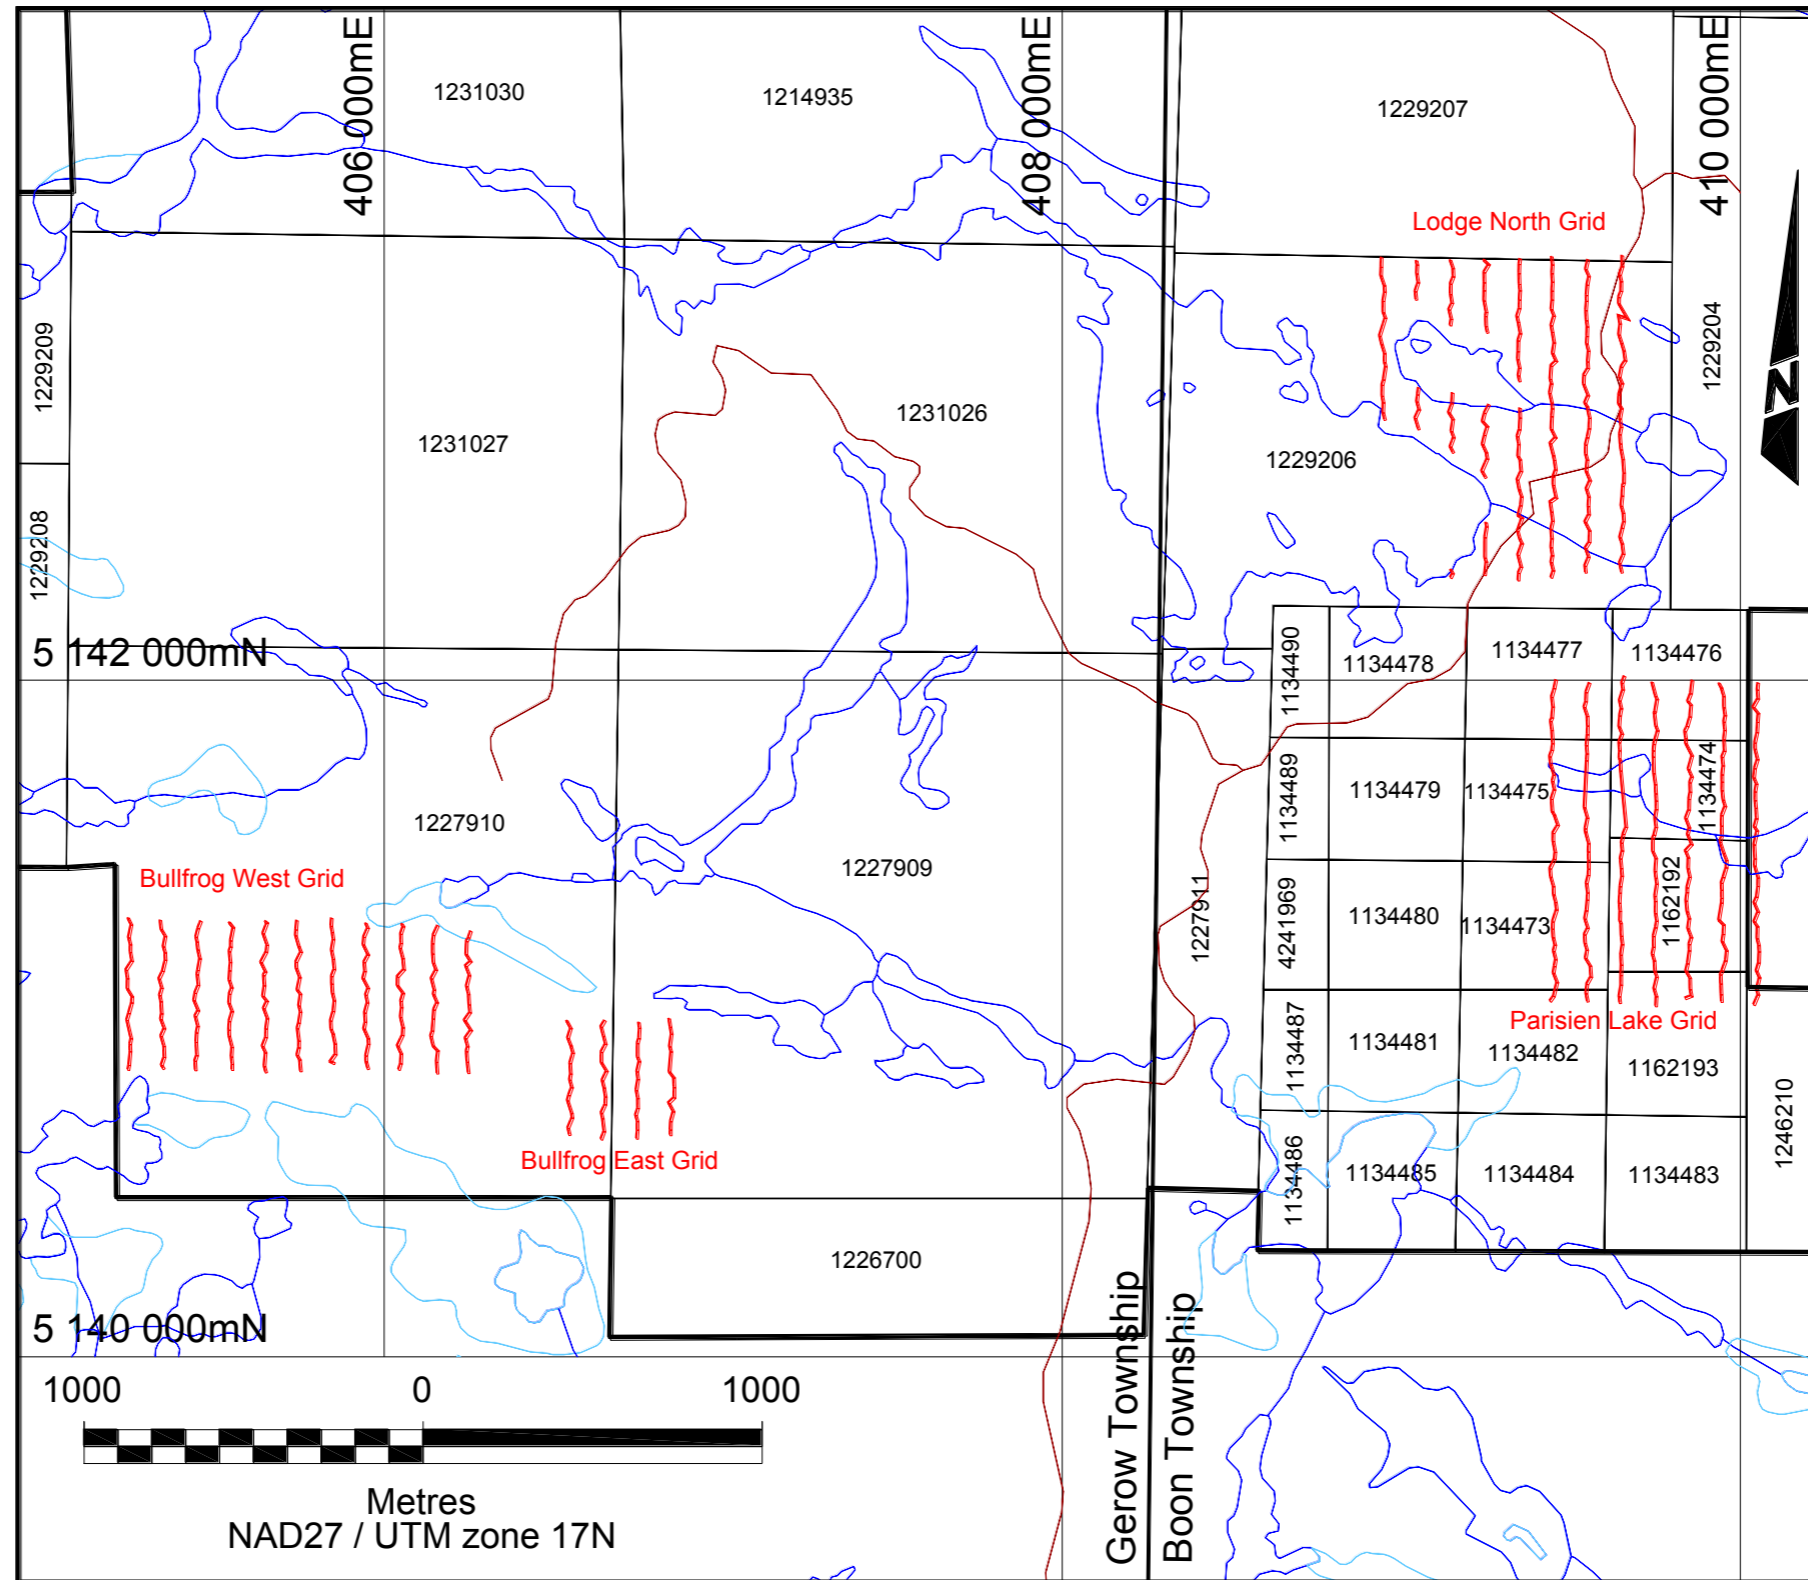 406 000mE
408 000mE
410 000mE
1231030
1214935
1229207
Lodge North Grid
1229209
1229204
1231027
1231026
1229206
1229208
5 142 000mN
1134490
1134478
1134477
1134476
1134489
1134479
1134475
1134474
1227910
1227909
Bullfrog West Grid
1227911
4241969
1134480
1134473
1162192
Parisien Lake Grid
1134487
1134481
1134482
1162193
1246210
Bullfrog East Grid
1134486
1134485
1134484
1134483
1226700
5 140 000mN
Gerow Township
Boon Township
1000 0 1000
Metres
NAD27 / UTM zone 17N
N